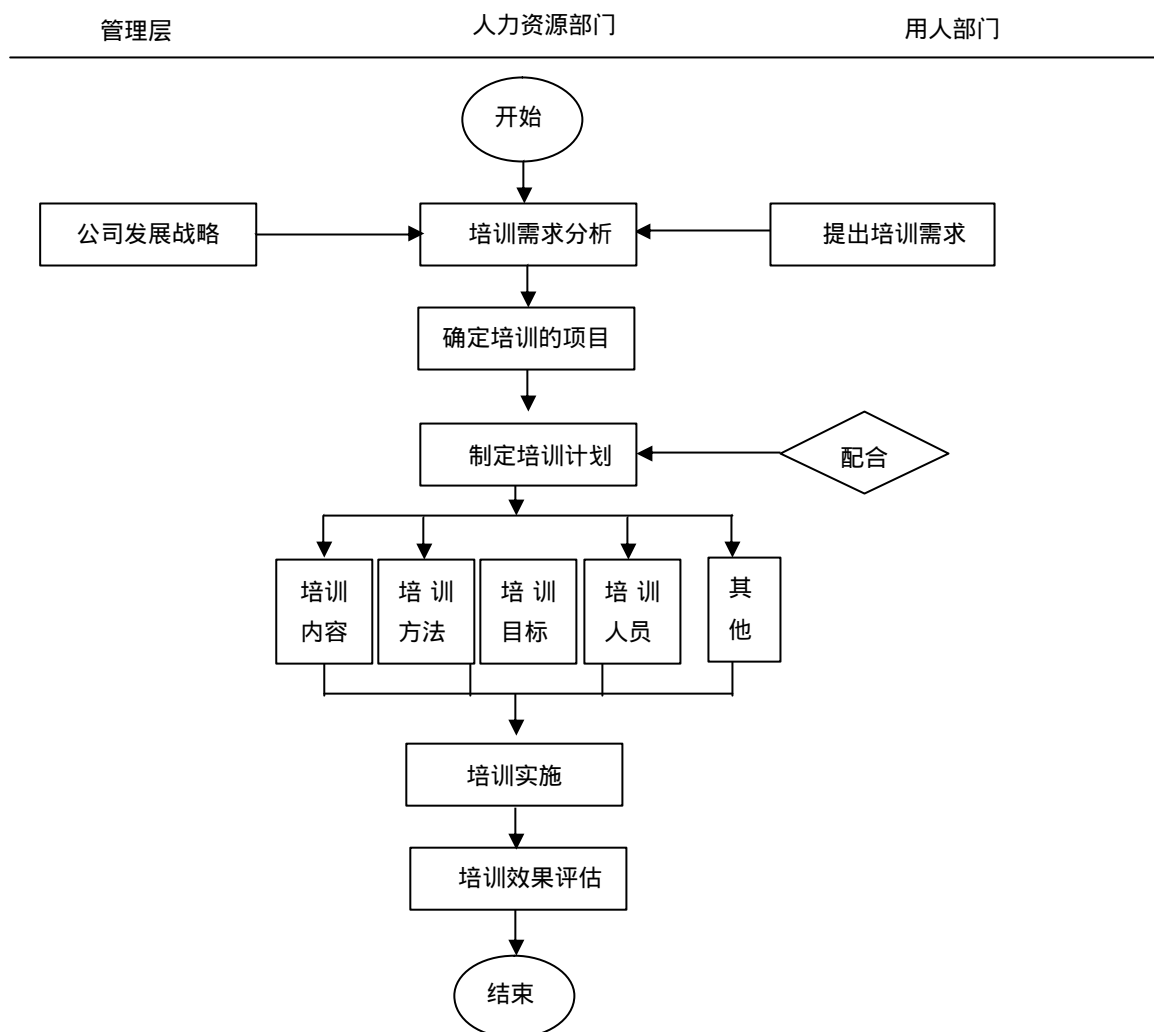 管理层
人力资源部门
用人部门
开始
公司发展战略
培训需求分析
提出培训需求
确定培训的项目
制定培训计划
配合
培训
内容
培 训
方法
培 训
目标
培 训
人员
其
他
培训实施
培训效果评估
结束